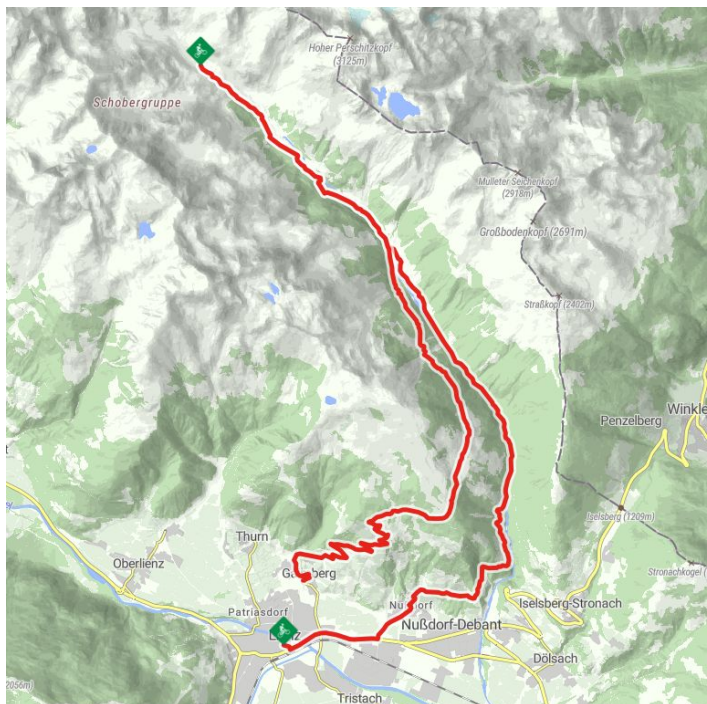 Hoher Perschitzkopf
(3125m)
Schobergruppe
Mulleter Seichenkopf
(2918m)
Großbodenkopf (2691m)
Straßkopf (2402m)
Penzelberg
Winkle
Iselsberg (1209m)
Thurn
Oberlienz
Stronachkogel (
Patriasdorf
Iselsberg-Stronach
Nußdorf-Debant
Dölsach
2056m)
Tristach